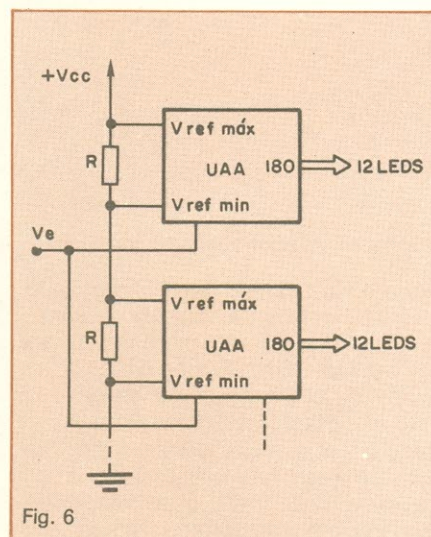 +Vcc
V ref máx
R
UAA 180
12 LEDS
V ref min
Ve
V ref máx
R
UAA 180
12 LEDS
V ref min
Fig. 6